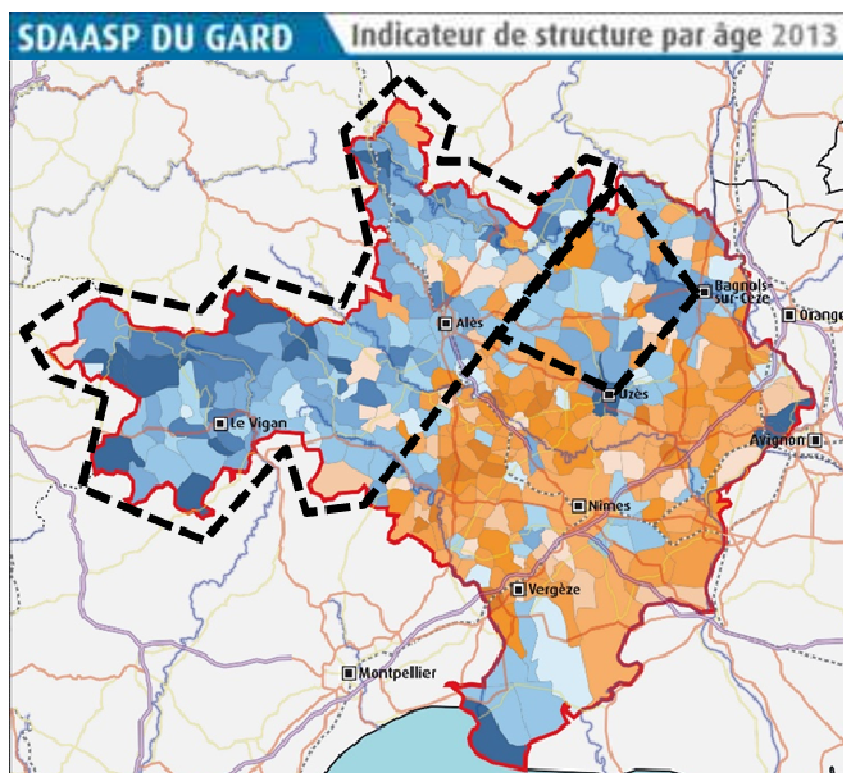 SDAASP DU GARD
Indicateur de structure par âge 2013
Bagnols
sur-Cèze
Orange
Alès
Uzès
Le Vigan
Avignon
Nimes
Vergèze
Montpellier